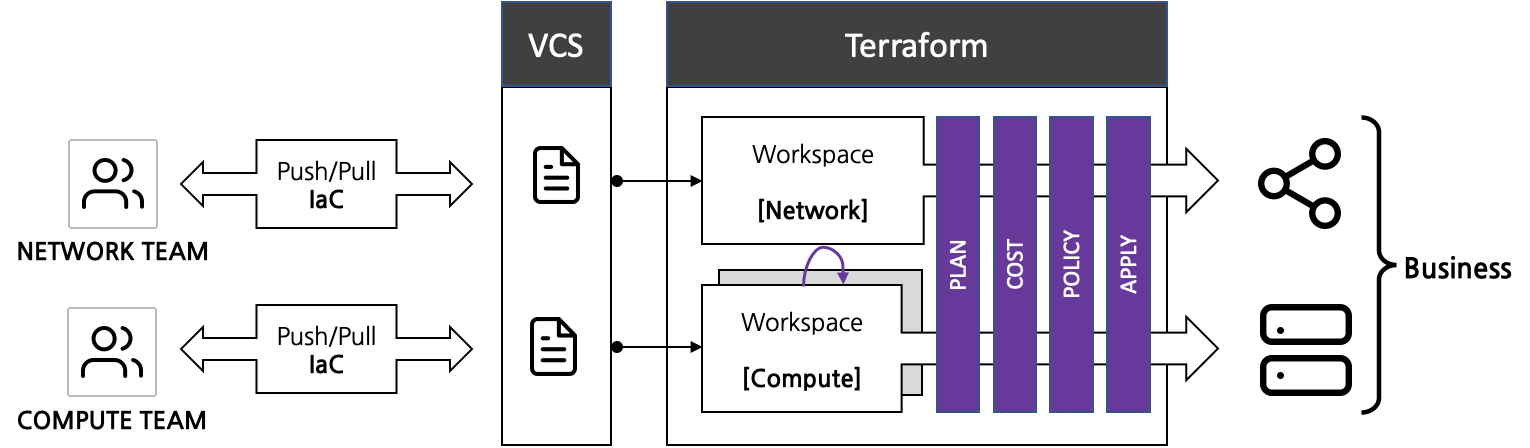 VCS
Terraform
NETWORK TEAM
Push/Pull
IaC
Workspace
[Network]
COMPUTE TEAM
Push/Pull
IaC
Workspace
[Compute]
PLAN
COST
POLICY
APPLY
Business